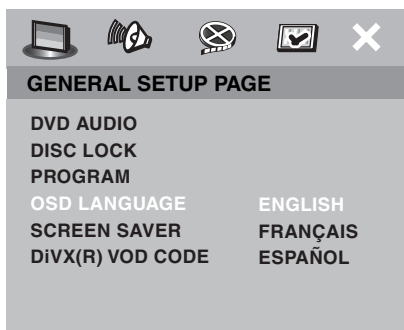 GENERAL SETUP PAGE
DVD AUDIO
DISC LOCK
PROGRAM
OSD LANGUAGE ENGLISH
SCREEN SAVER FRANÇAIS
DiVX(R) VOD CODE ESPAÑOL